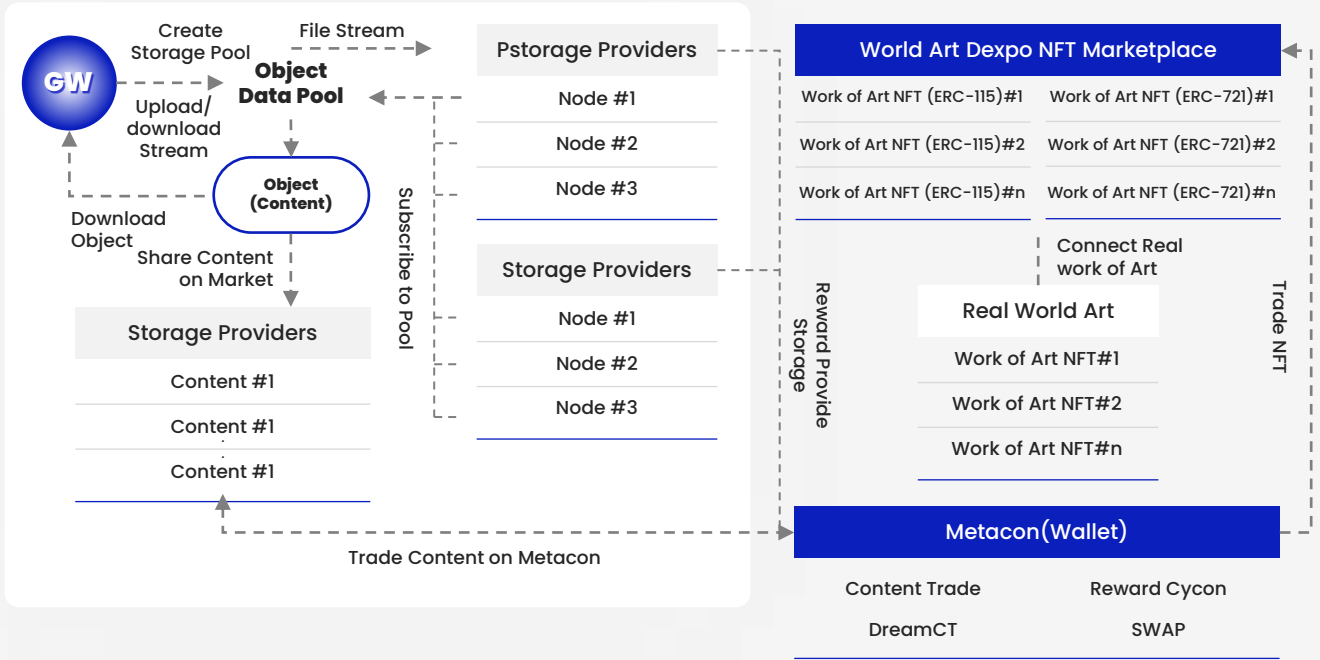 GW
Create
Storage Pool
Upload/
download
Stream
File Stream
Object
Data Pool
Object
(Content)
Download
Object
Share Content
on Market
Storage Providers
Content #1
Content #1
Content #1
Subscribe to Pool
Pstorage Providers
Node #1
Node #2
Node #3
Storage Providers
Node #1
Node #2
Node #3
Trade Content on Metacon
Reward Provide
Storage
World Art Dexpo NFT Marketplace
Work of Art NFT (ERC-115)#1
Work of Art NFT (ERC-721)#1
Work of Art NFT (ERC-115)#2
Work of Art NFT (ERC-721)#2
Work of Art NFT (ERC-115)#n
Work of Art NFT (ERC-721)#n
Connect Real
work of Art
Real World Art
Work of Art NFT#1
Work of Art NFT#2
Work of Art NFT#n
Trade NFT
Metacon(Wallet)
Content Trade
Reward Cycon
DreamCT
SWAP